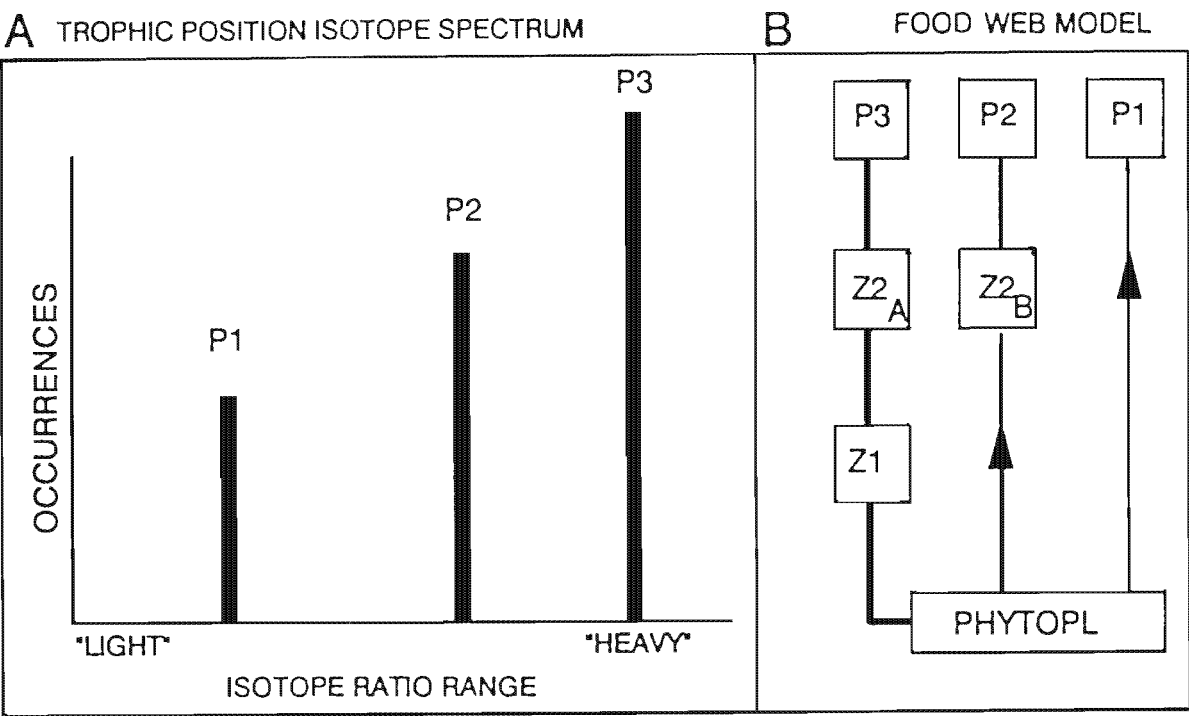 A TROPHIC POSITION ISOTOPE SPECTRUM
P1
P2
P3
OCCURRENCES
"LIGHT"
"HEAVY"
ISOTOPE RATIO RANGE
B FOOD WEB MODEL
P3 P2 P1
Z2A Z2B
Z1
PHYTOPL